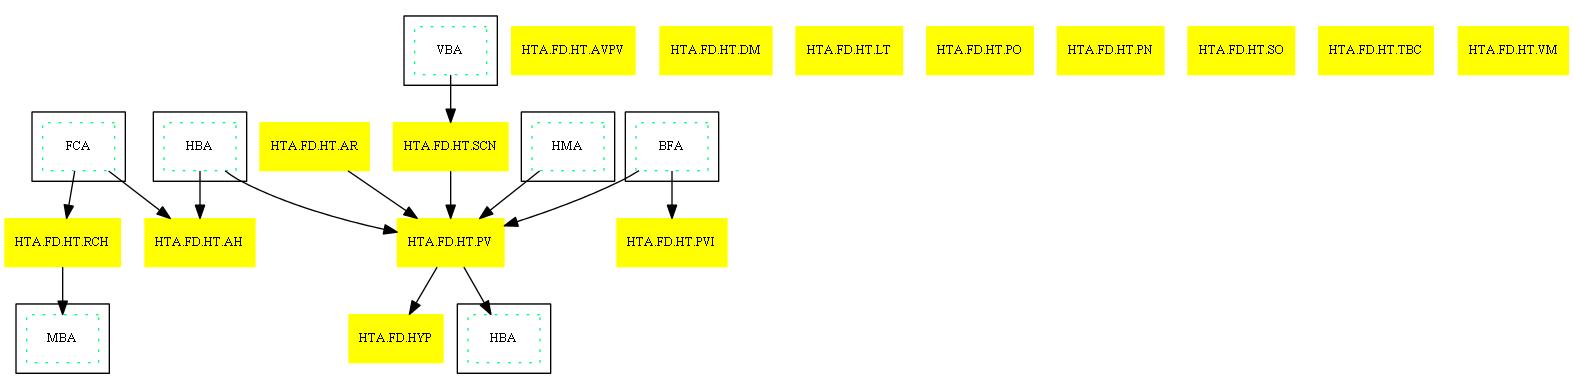 VBA
HTA.FD.HT.AVPV
HTA.FD.HT.DM
HTA.FD.HT.LT
HTA.FD.HT.PO
HTA.FD.HT.PN
HTA.FD.HT.SO
HTA.FD.HT.TBC
HTA.FD.HT.VM
FCA
HBA
HTA.FD.HT.AR
HTA.FD.HT.SCN
HMA
BFA
HTA.FD.HT.RCH
HTA.FD.HT.AH
HTA.FD.HT.PV
HTA.FD.HT.PVI
MBA
HTA.FD.HYP
HBA